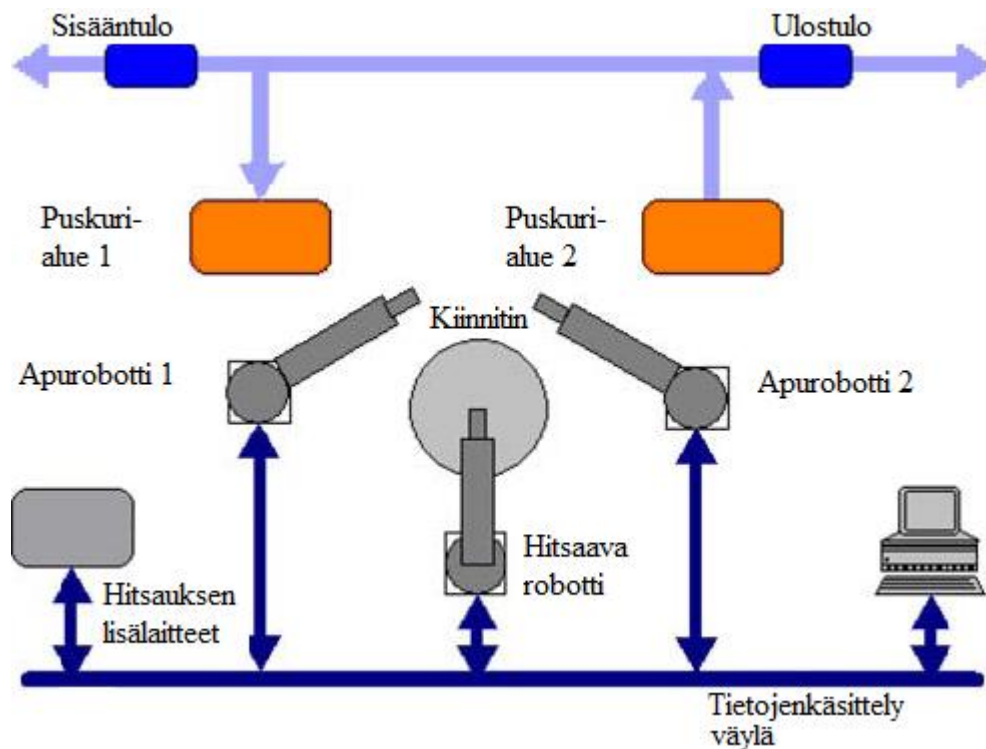 Sisääntulo
Ulostulo
Puskuri-
alue 1
Puskuri-
alue 2
Kiinnitin
Apurobotti 1
Apurobotti 2
Hitsaava
robotti
Hitsauksen
lisälaitteet
Tietojenkäsittely
väylä